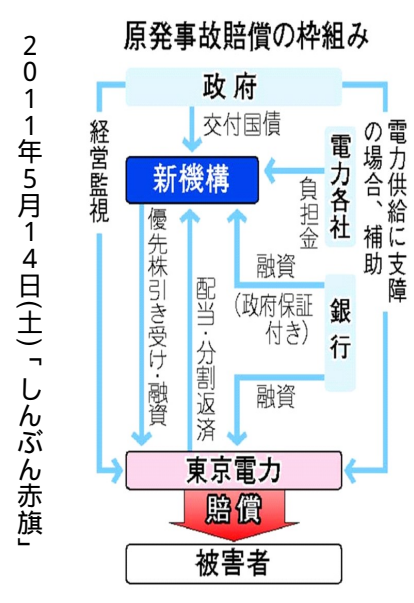 原発事故賠償の枠組み
2011年5月14日(土)「しんぶん赤旗」
政府
交付国債
経営監視
電力供給に支障
の場合、補助
新機構
電力各社
負担金
優先株引き受け・融資
配当・分割返済
融資
(政府保証
付き)
銀行
融資
東京電力
賠償
被害者